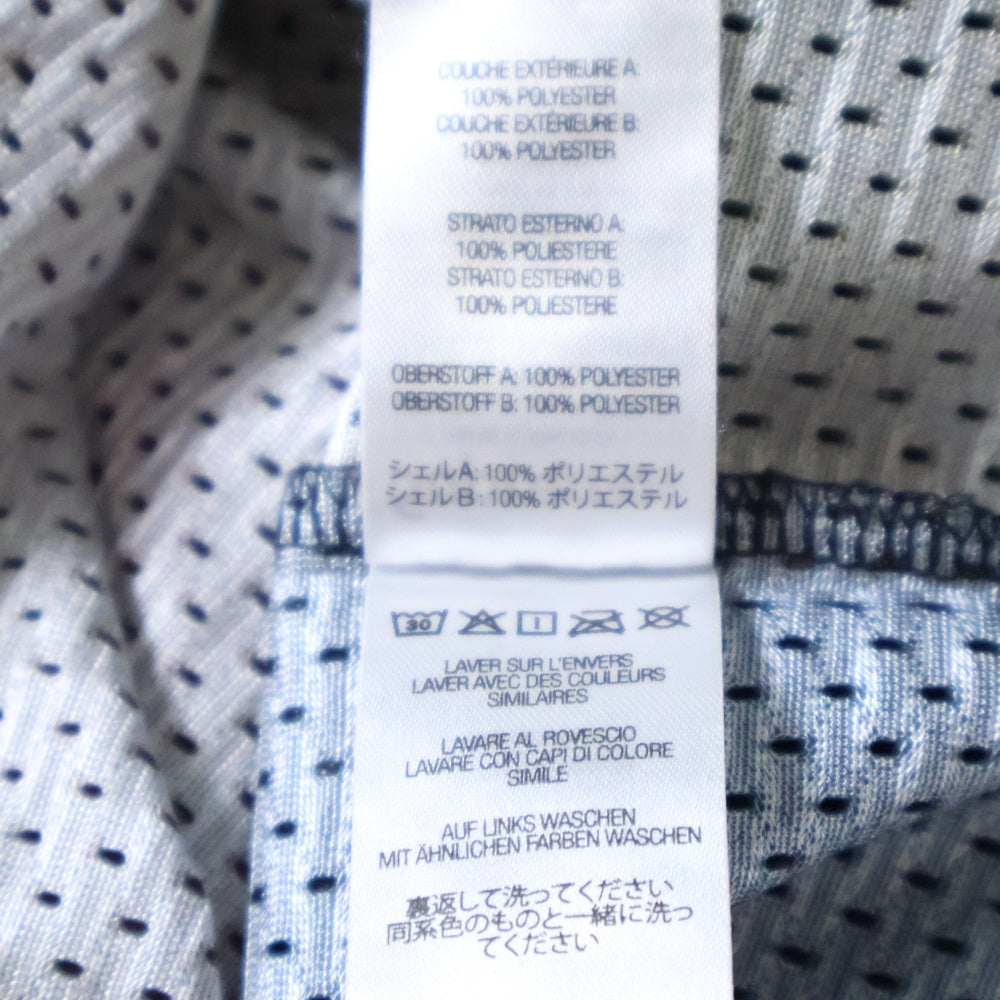 COUCHE EXTÉRIEURE A:
100% POLYESTER
COUCHE EXTÉRIEURE B:
100% POLYESTER
STRATO ESTERNO A:
100% POLIESTERE
STRATO ESTERNO B:
100% POLIESTERE
OBERSTOFF A: 100% POLYESTER
OBERSTOFF B: 100% POLYESTER
シェルA: 100% ポリエステル
シェルB: 100% ポリエステル
30
LAVER SUR L'ENVERS
LAVER AVEC DES COULEURS
SIMILAIRES
LAVARE AL ROVESCIO
LAVARE CON CAPI DI COLORE
SIMILE
AUF LINKS WASCHEN
MIT ÄHNLICHEN FARBEN WASCHEN
裏返して洗ってください
同系色のものと一緒に洗っ
てください